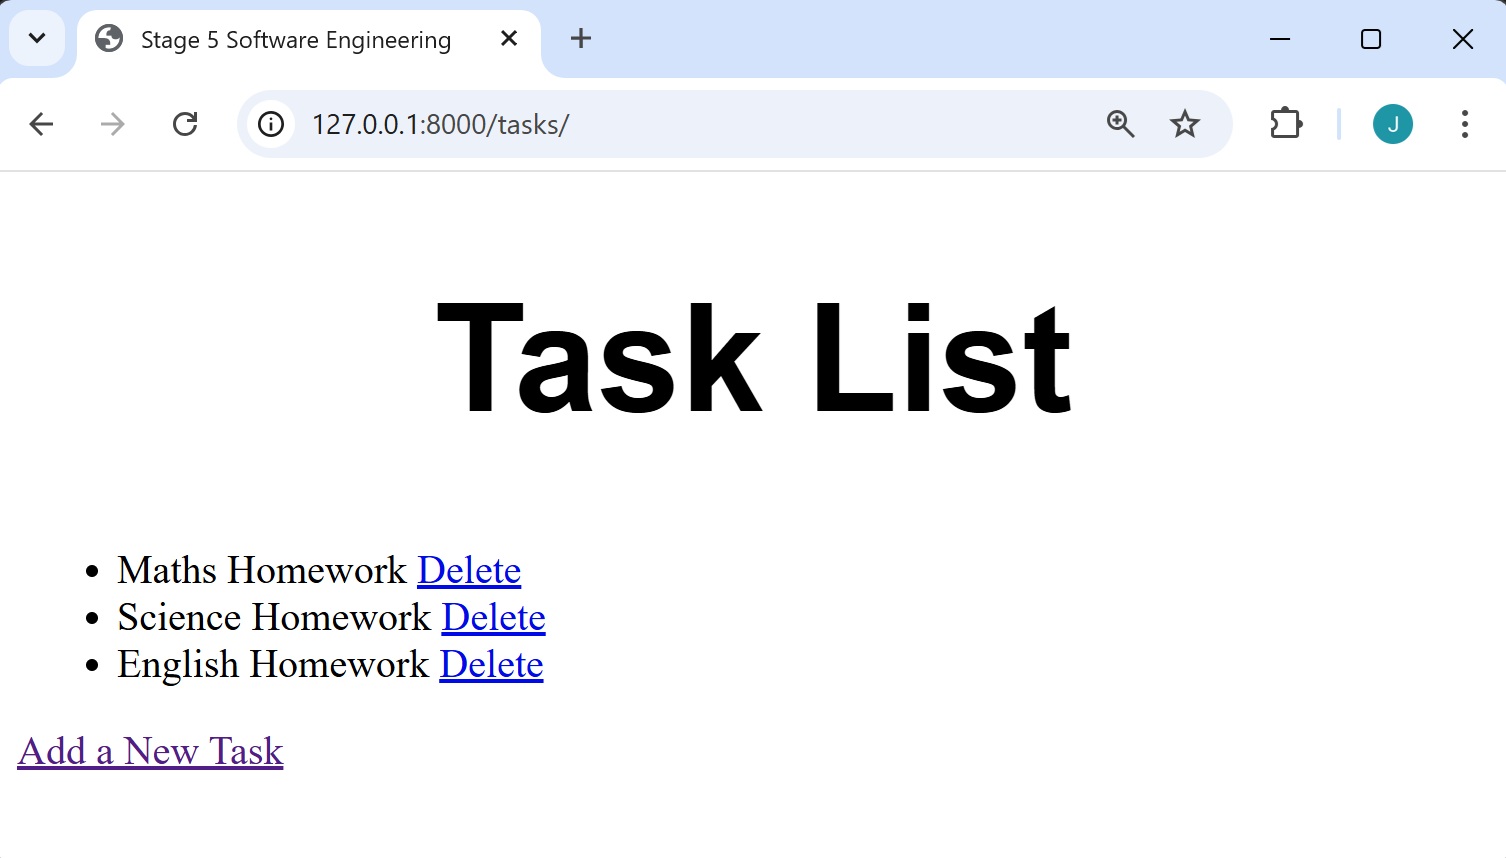 Stage 5 Software Engineering
127.0.0.1:8000/tasks/
J
Task List
Maths Homework Delete
Science Homework Delete
English Homework Delete
Add a New Task